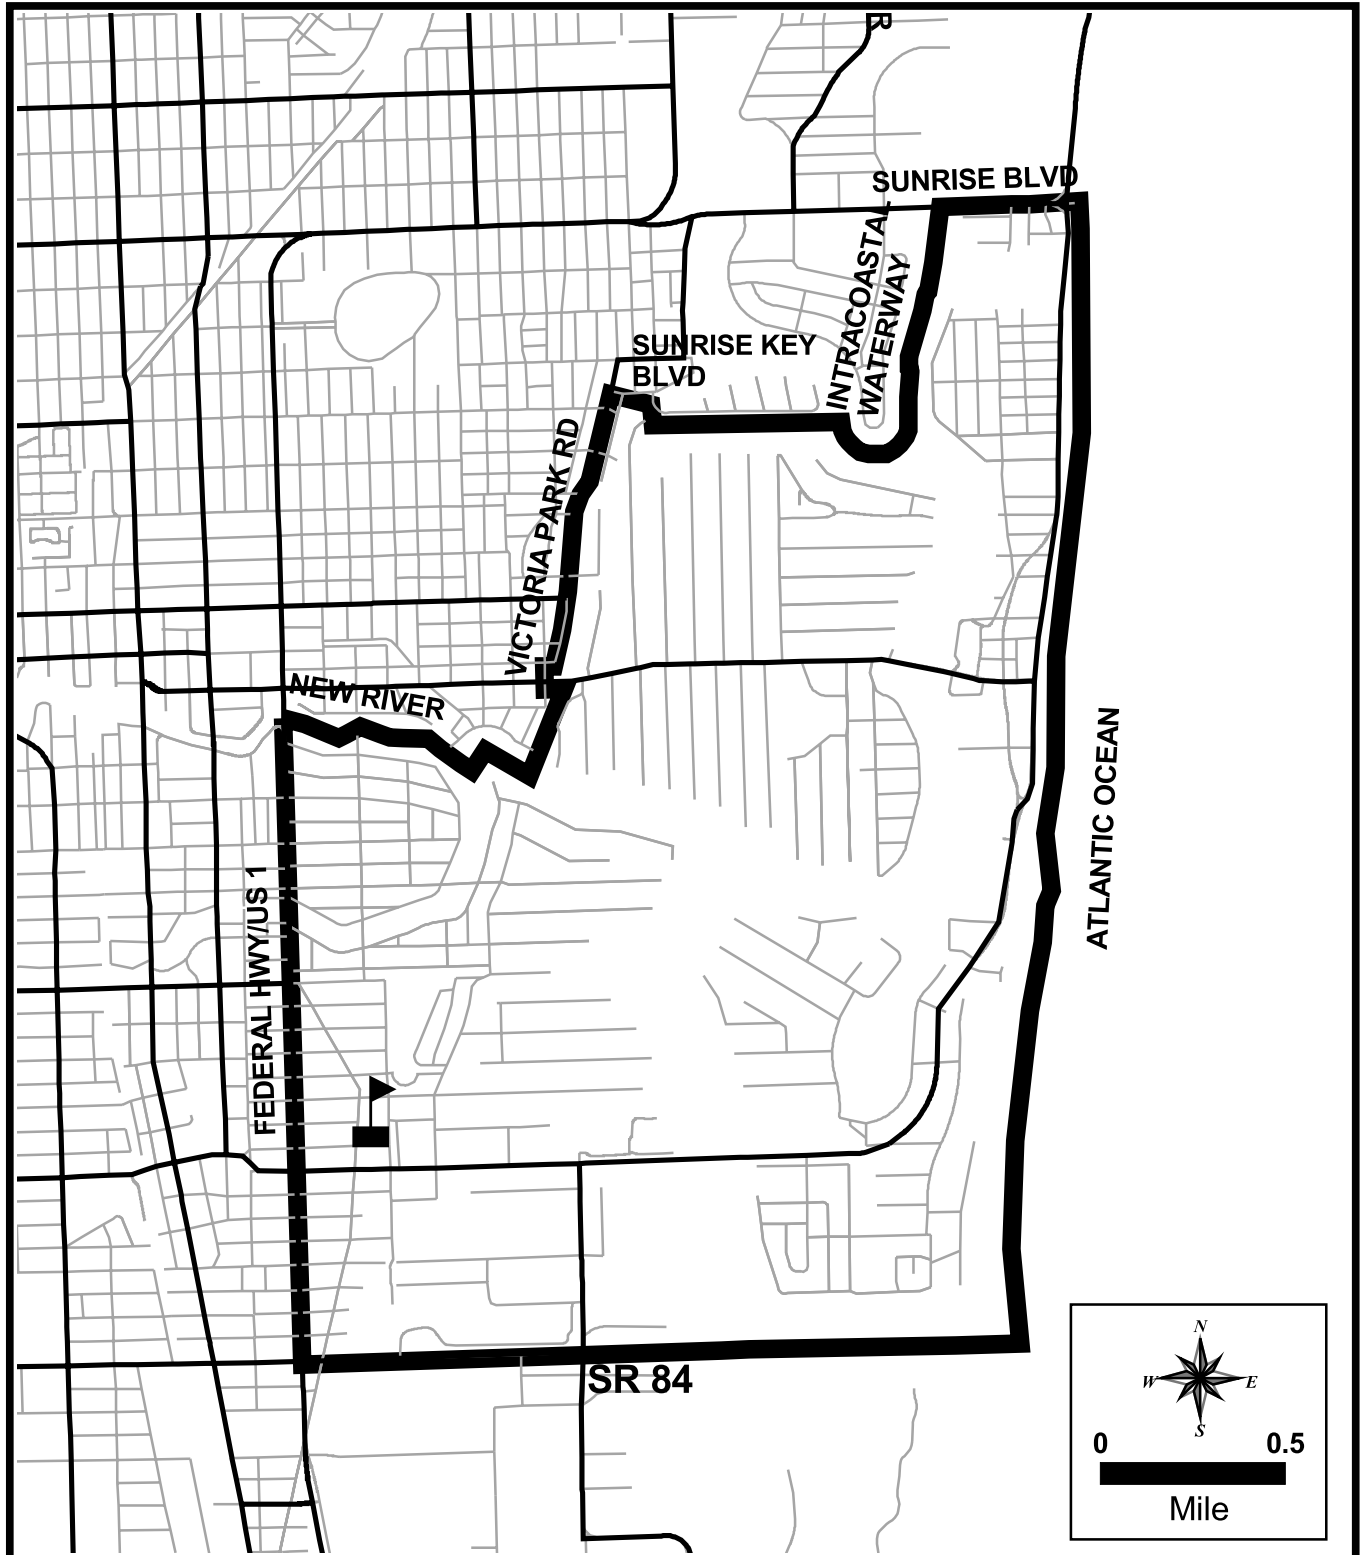 R
SUNRISE BLVD
INTRACOASTAL
WATERWAY
SUNRISE KEY
BLVD
VICTORIA PARK RD
NEW RIVER
ATLANTIC OCEAN
FEDERAL HWY/US 1
SR 84
N
W
E
S
0 0.5
Mile